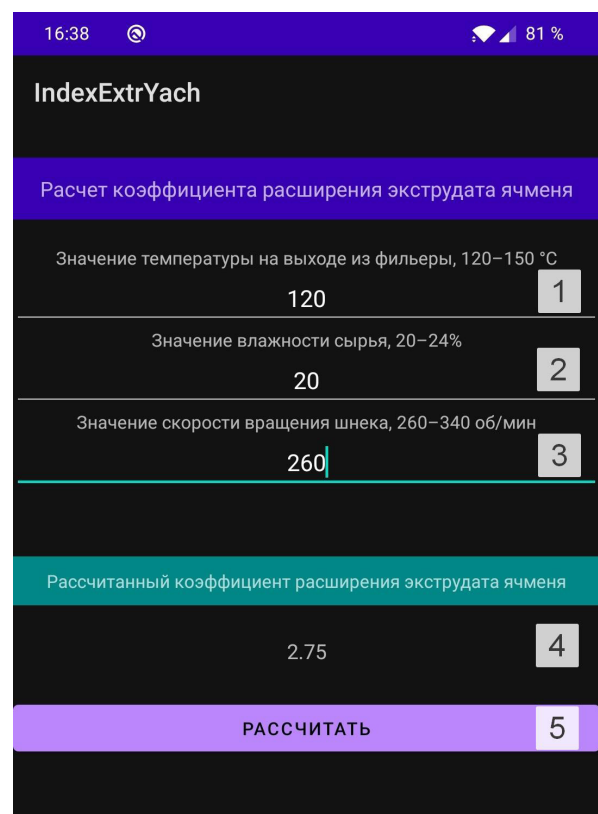 16:38 81 %
IndexExtrYach
Расчет коэффициента расширения экструдата ячменя
Значение температуры на выходе из фильеры, 120–150 °C
120 1
Значение влажности сырья, 20–24%
20 2
Значение скорости вращения шнека, 260–340 об/мин
260 3
Рассчитанный коэффициент расширения экструдата ячменя
2.75 4
РАССЧИТАТЬ 5